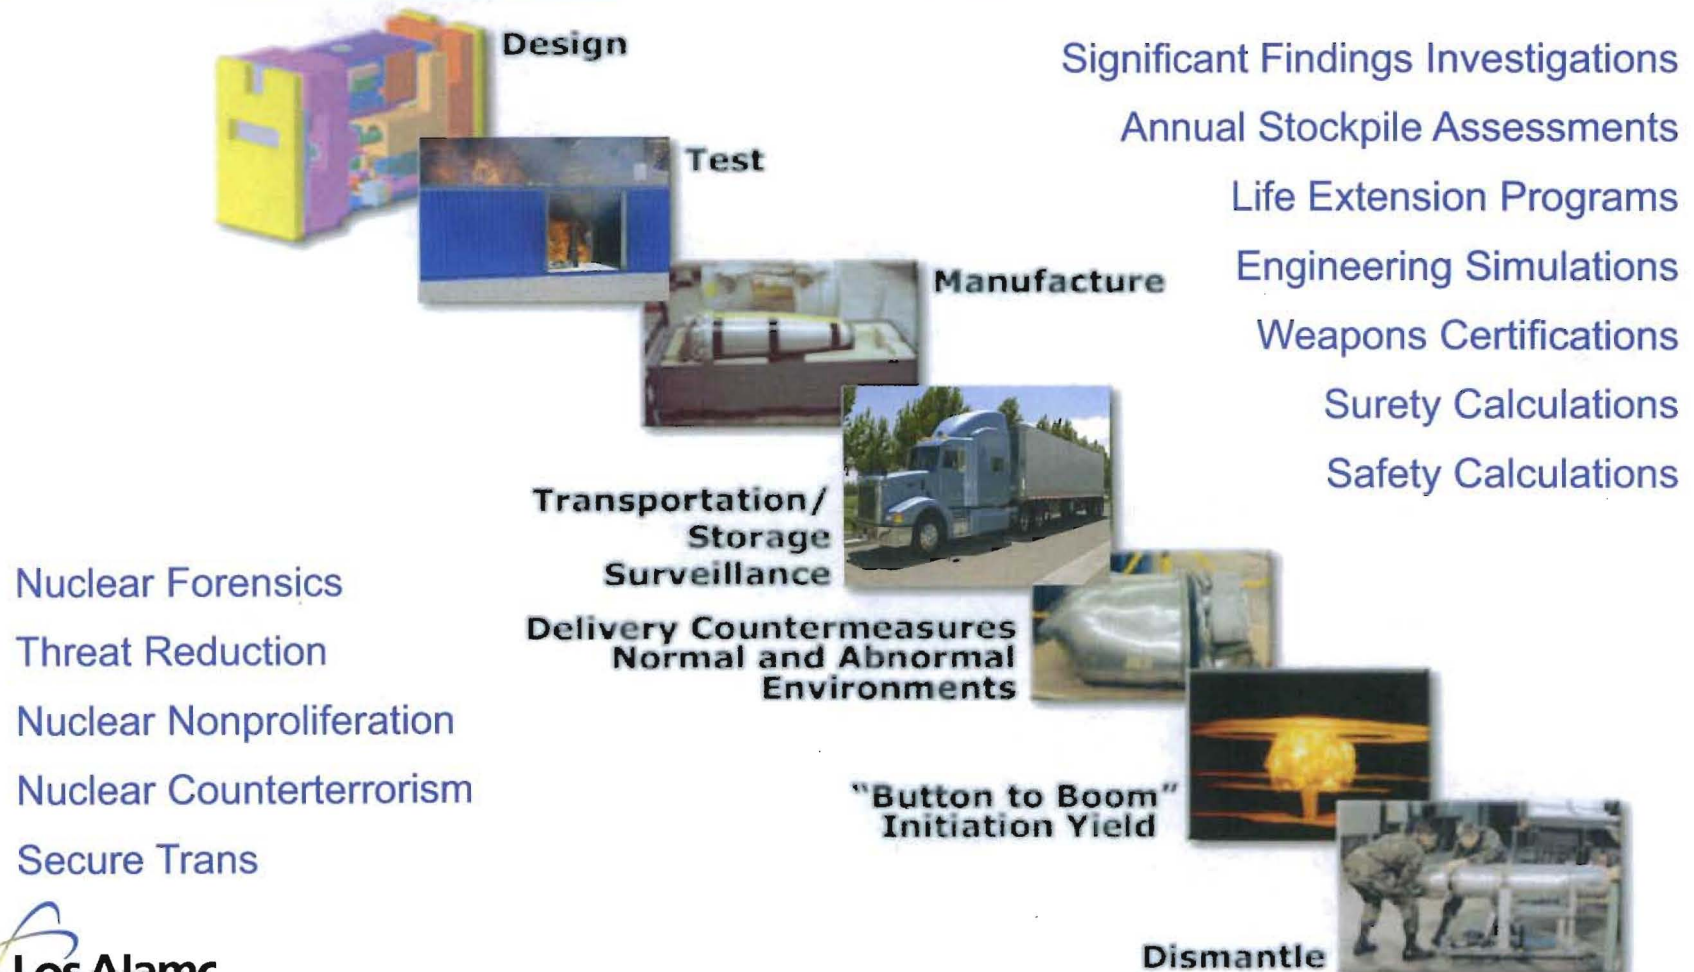 Design
Test
Manufacture
Transportation/
Storage
Surveillance
Delivery Countermeasures
Normal and Abnormal
Environments
"Button to Boom"
Initiation Yield
Dismantle
Significant Findings Investigations
Annual Stockpile Assessments
Life Extension Programs
Engineering Simulations
Weapons Certifications
Surety Calculations
Safety Calculations
Nuclear Forensics
Threat Reduction
Nuclear Nonproliferation
Nuclear Counterterrorism
Secure Trans
Los